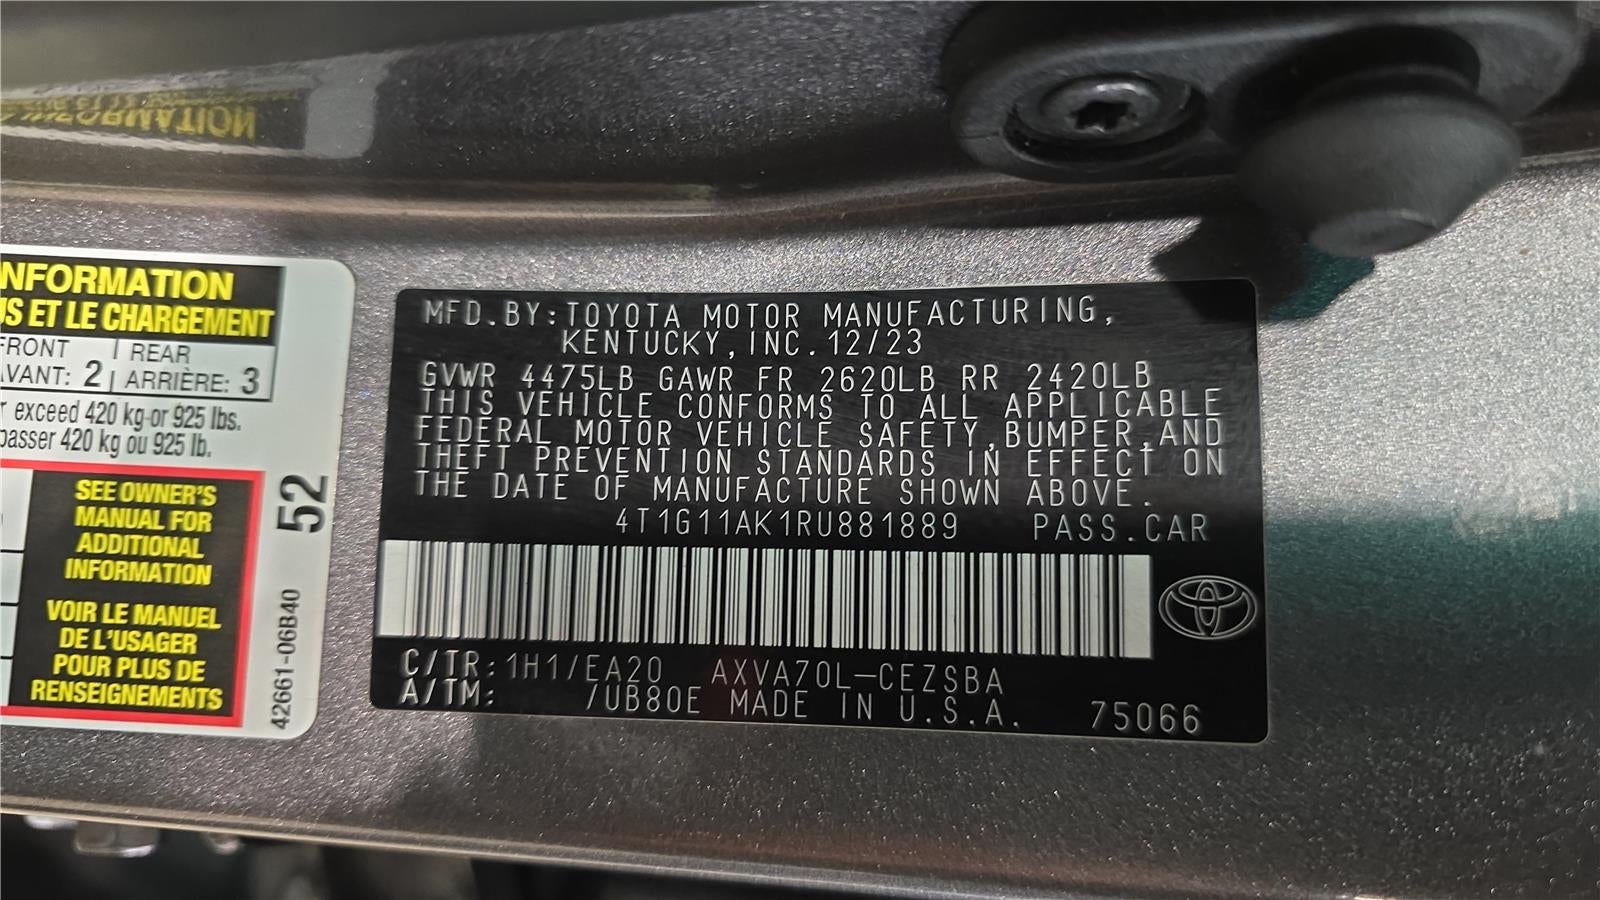 INFORMATION
NFORMATION
US ET LE CHARGEMENT
FRONT | REAR
AVANT: 2 | ARRIÈRE: 3
r exceed 420 kg or 925 lbs.
passer 420 kg ou 925 lb.
SEE OWNER'S
MANUAL FOR
ADDITIONAL
INFORMATION
VOIR LE MANUEL
DE L'USAGER
POUR PLUS DE
RENSEIGNEMENTS
52
42661-06B40
MFD.BY:TOYOTA MOTOR MANUFACTURING,
KENTUCKY,INC.12/23
GVWR 4475LB GAWR FR 2620LB RR 2420LB
THIS VEHICLE CONFORMS TO ALL APPLICABLE
FEDERAL MOTOR VEHICLE SAFETY,BUMPER,AND
THEFT PREVENTION STANDARDS IN EFFECT ON
THE DATE OF MANUFACTURE SHOWN ABOVE.
4T1G11AK1RU881889 PASS.CAR
C/TR:1H1/EA20 AXVA70L-CEZSBA
A/TM: /UB80E MADE IN U.S.A. 75066